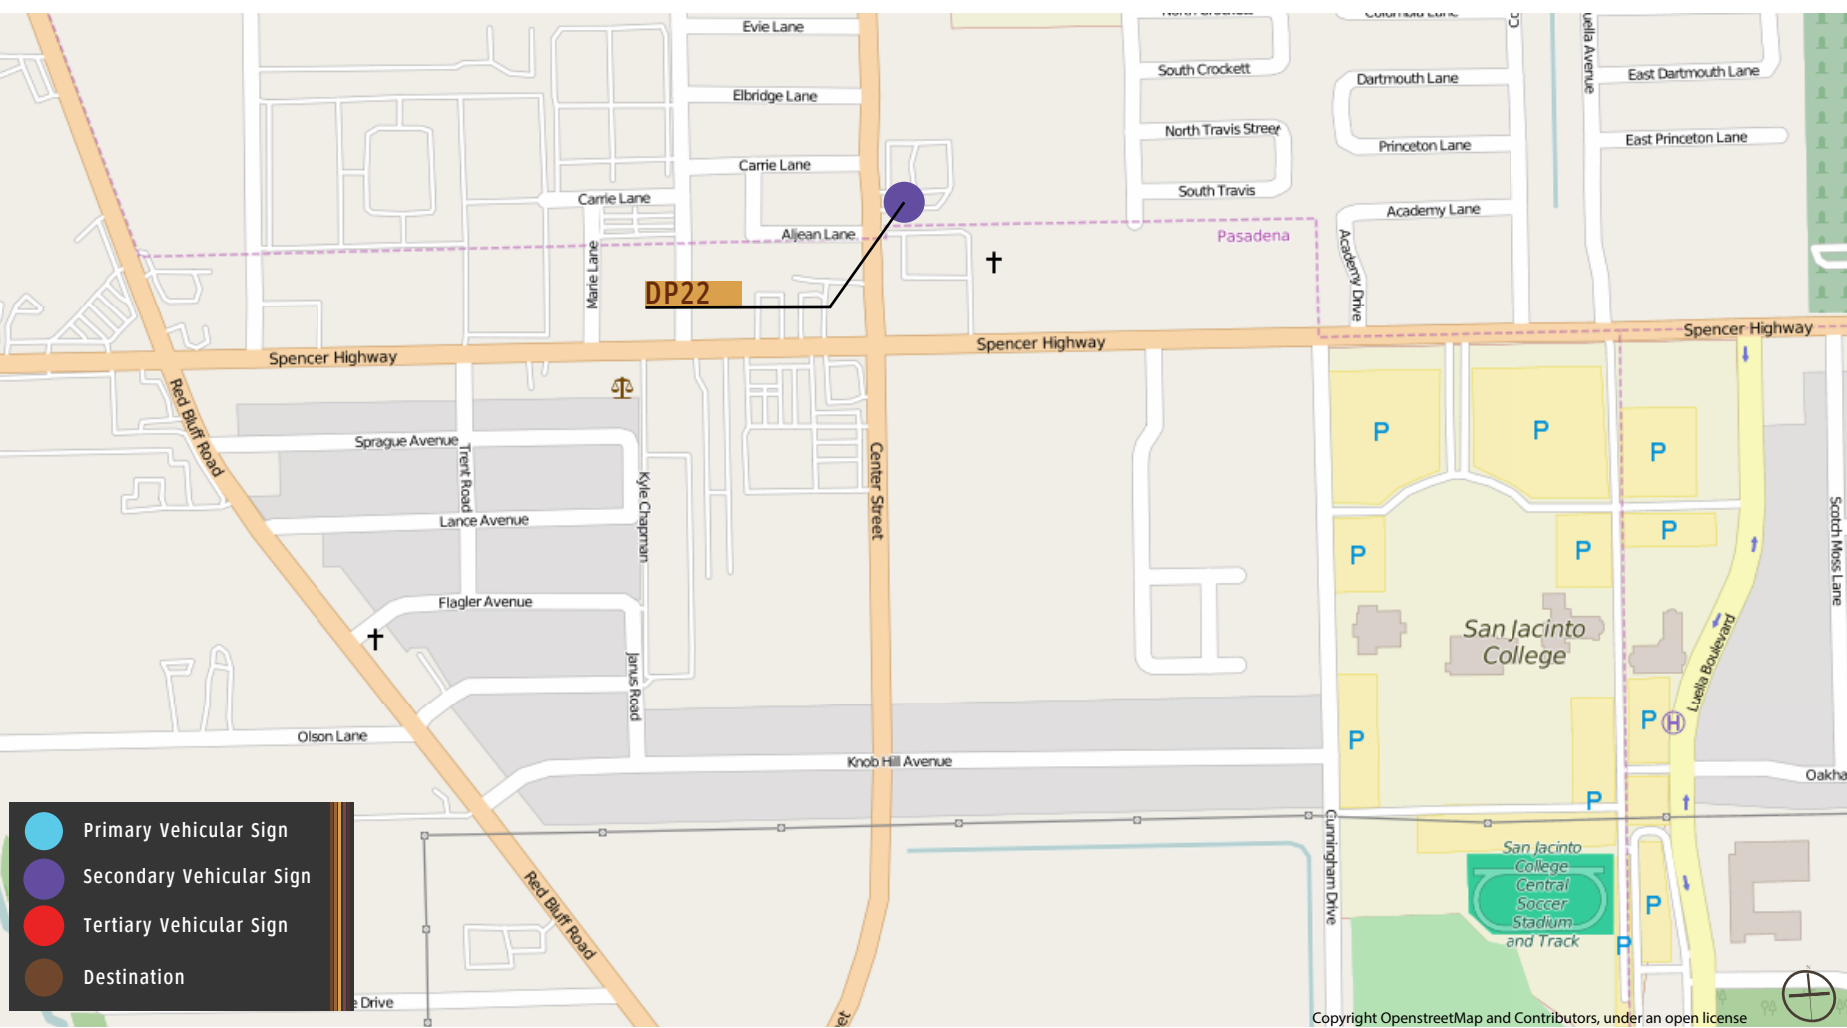 Evie Lane
South Crockett
Dartmouth Lane
East Dartmouth Lane
uella Avenue
Elbridge Lane
North Travis Street
Princeton Lane
East Princeton Lane
Carrie Lane
Carrie Lane
South Travis
Academy Lane
Aljean Lane
Pasadena
Marie Lane
Academy Drive
DP22
Spencer Highway
Spencer Highway
Spencer Highway
Red Bluff Road
Sprague Avenue
Trent Road
Kyle Chapman
Center Street
P
P
P
Lance Avenue
Scotch Moss Lane
P
P
P
Flagler Avenue
San Jacinto
College
Luella Boulevard
Janus Road
P
H
P
Olson Lane
Knob Hill Avenue
Oakha
P
Cunningham Drive
Red Bluff Road
San Jacinto
College
Central
Soccer
Stadium
and Track
P
P
Primary Vehicular Sign
Secondary Vehicular Sign
Tertiary Vehicular Sign
Destination
e Drive
eet
N
Copyright OpenstreetMap and Contributors, under an open license